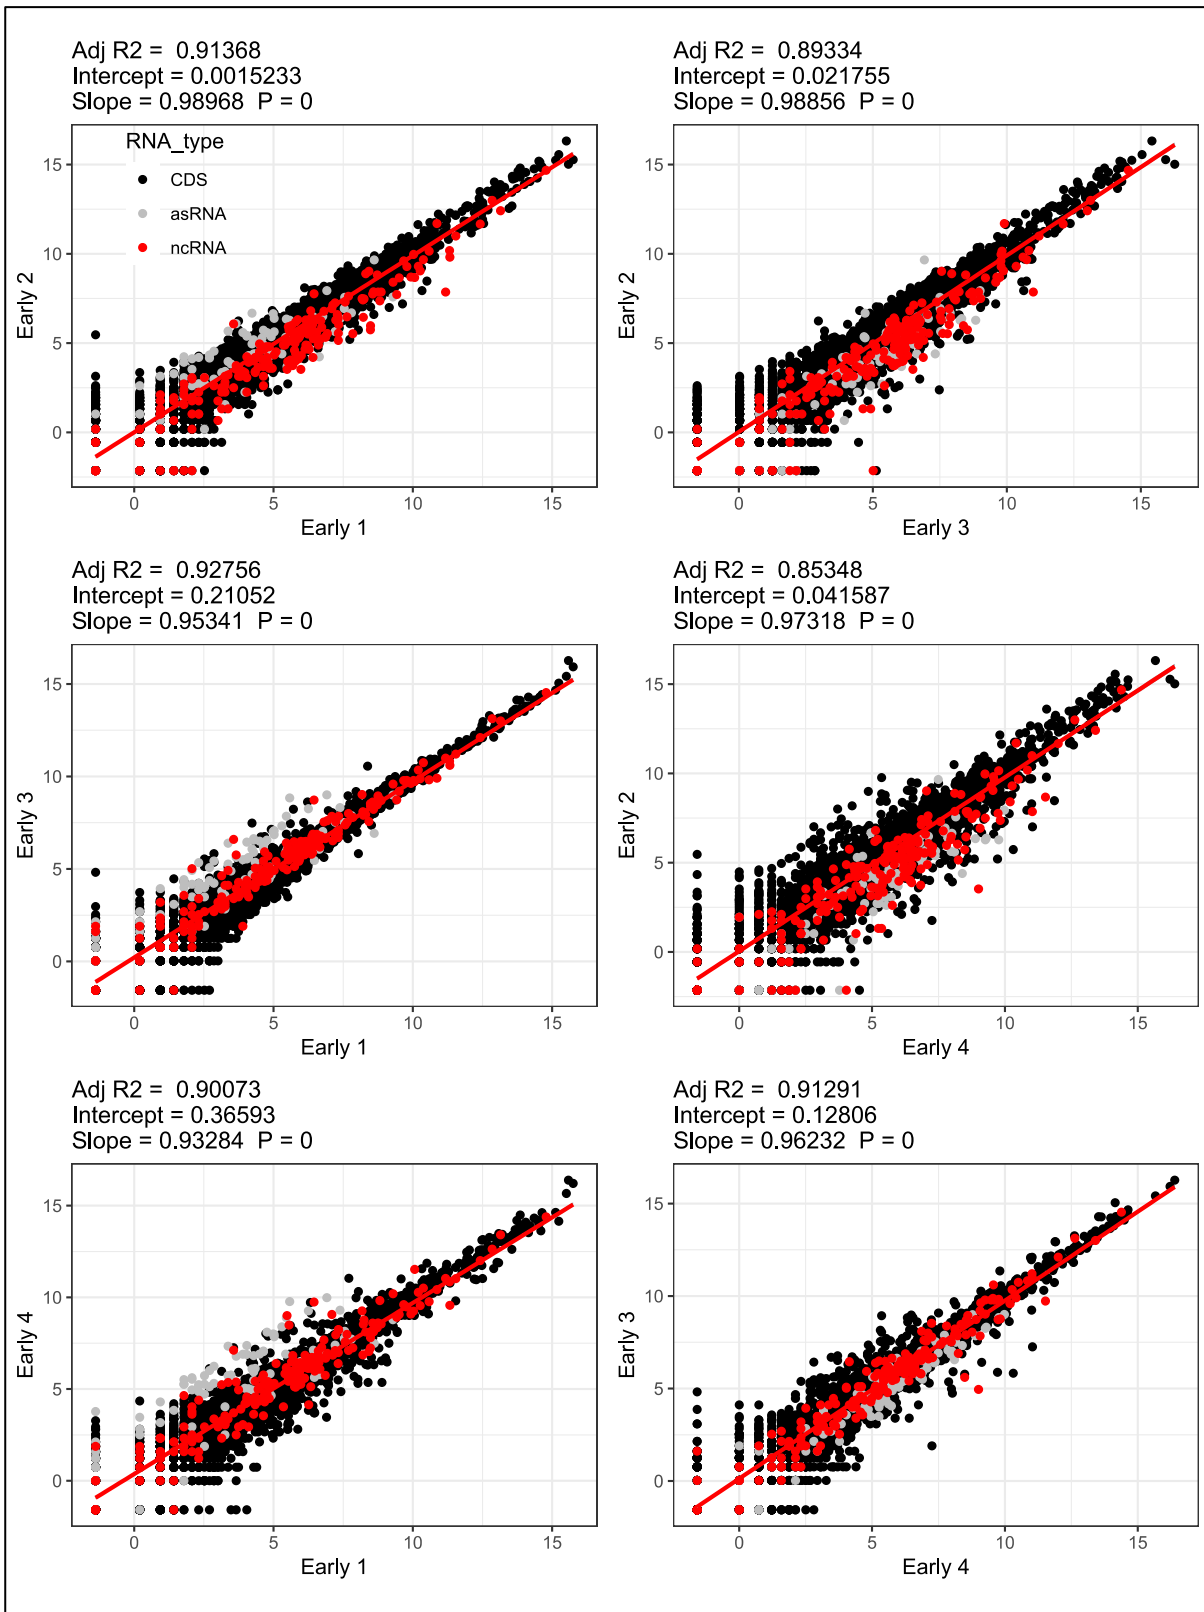 Adj R2 =  0.91368
Intercept = 0.0015233
Slope = 0.98968  P = 0
RNA_type
CDS
asRNA
ncRNA
15
10
5
0
Early 2
0
5
10
15
Early 1
Adj R2 =  0.89334
Intercept = 0.021755
Slope = 0.98856  P = 0
15
10
5
0
Early 2
0
5
10
15
Early 3
Adj R2 =  0.92756
Intercept = 0.21052
Slope = 0.95341  P = 0
15
10
5
0
Early 3
0
5
10
15
Early 1
Adj R2 =  0.85348
Intercept = 0.041587
Slope = 0.97318  P = 0
15
10
5
0
Early 2
0
5
10
15
Early 4
Adj R2 =  0.90073
Intercept = 0.36593
Slope = 0.93284  P = 0
15
10
5
0
Early 4
0
5
10
15
Early 1
Adj R2 =  0.91291
Intercept = 0.12806
Slope = 0.96232  P = 0
15
10
5
0
Early 3
0
5
10
15
Early 4